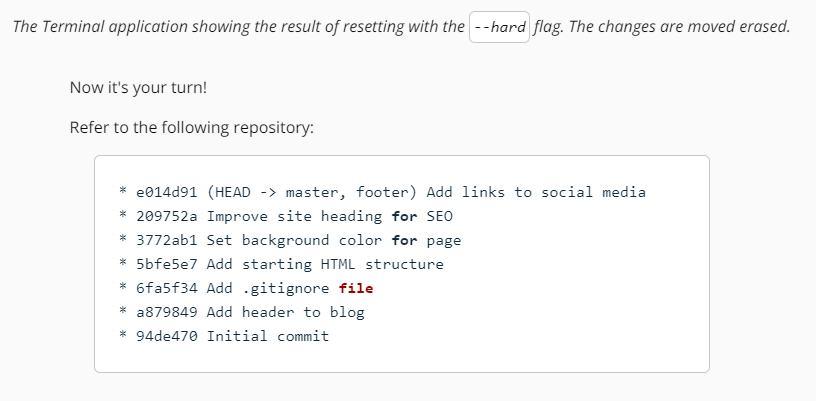 The Terminal application showing the result of resetting with the --hard flag. The changes are moved erased.
Now it's your turn!
Refer to the following repository:
* e014d91 (HEAD -> master, footer) Add links to social media
* 209752a Improve site heading for SEO
* 3772ab1 Set background color for page
* 5bfe5e7 Add starting HTML structure
* 6fa5f34 Add .gitignore file
* a879849 Add header to blog
* 94de470 Initial commit